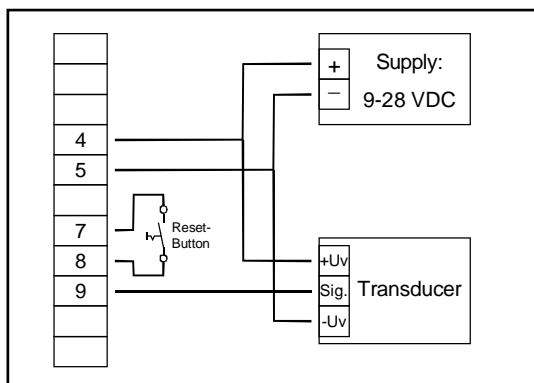 4
5
7
8
9
Reset-
Button
+
–
Supply:
9-28 VDC
+Uv
Sig.
-Uv
Transducer